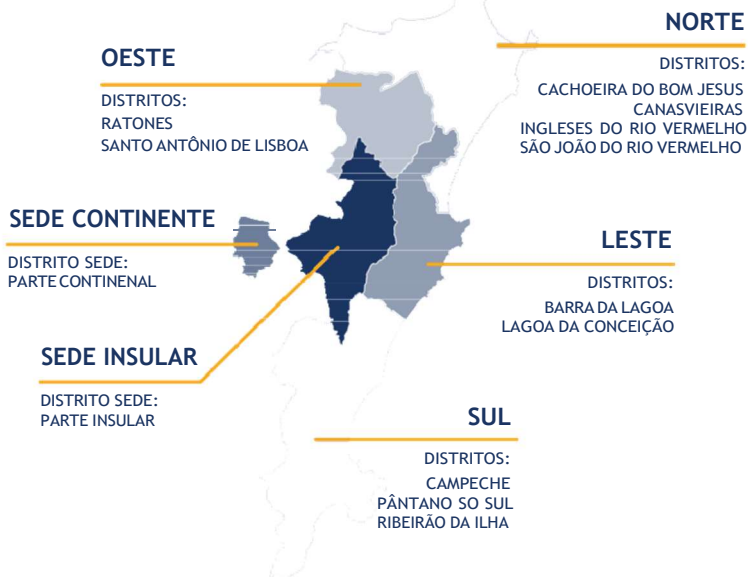 NORTE
DISTRITOS:
CACHOEIRA DO BOM JESUS
CANASVIEIRAS
INGLESES DO RIO VERMELHO
SÃO JOÃO DO RIO VERMELHO
OESTE
DISTRITOS:
RATONES
SANTO ANTÔNIO DE LISBOA
SEDE CONTINENTE
DISTRITO SEDE:
PARTE CONTINENAL
LESTE
DISTRITOS:
BARRA DA LAGOA
LAGOA DA CONCEIÇÃO
SEDE INSULAR
DISTRITO SEDE:
PARTE INSULAR
SUL
DISTRITOS:
CAMPECHE
PÂNTANO SO SUL
RIBEIRÃO DA ILHA